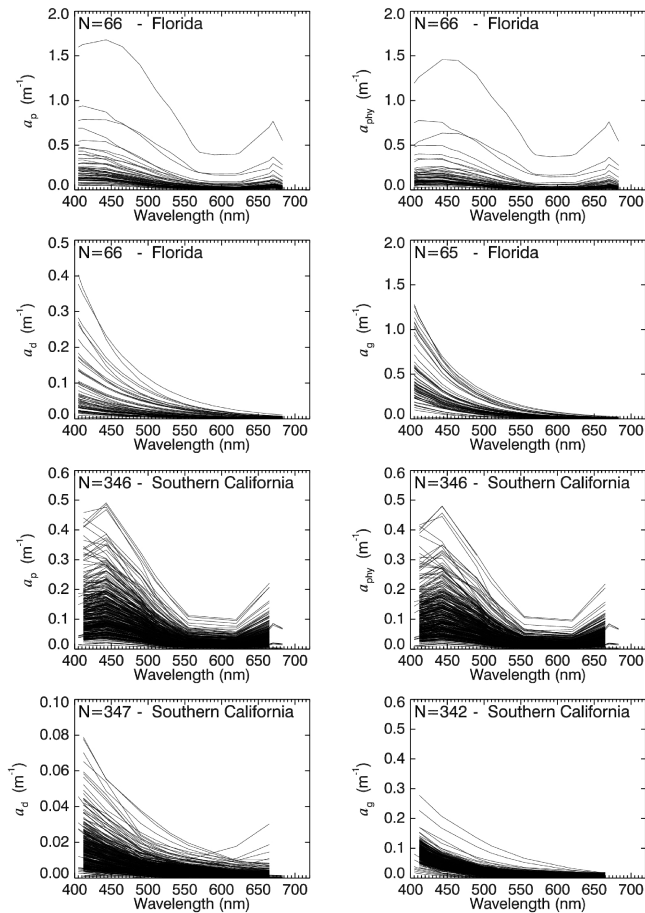 N=66 - Florida
2.0
1.5
1.0
0.5
0.0
a_p (m⁻¹)
400 450 500 550 600 650 700
Wavelength (nm)
N=66 - Florida
2.0
1.5
1.0
0.5
0.0
a_phy (m⁻¹)
400 450 500 550 600 650 700
Wavelength (nm)
N=66 - Florida
0.5
0.4
0.3
0.2
0.1
0.0
a_d (m⁻¹)
400 450 500 550 600 650 700
Wavelength (nm)
N=65 - Florida
2.0
1.5
1.0
0.5
0.0
a_g (m⁻¹)
400 450 500 550 600 650 700
Wavelength (nm)
N=346 - Southern California
0.6
0.5
0.4
0.3
0.2
0.1
0.0
a_p (m⁻¹)
400 450 500 550 600 650 700
Wavelength (nm)
N=346 - Southern California
0.6
0.5
0.4
0.3
0.2
0.1
0.0
a_phy (m⁻¹)
400 450 500 550 600 650 700
Wavelength (nm)
N=347 - Southern California
0.10
0.08
0.06
0.04
0.02
0.00
a_d (m⁻¹)
400 450 500 550 600 650 700
Wavelength (nm)
N=342 - Southern California
0.6
0.5
0.4
0.3
0.2
0.1
0.0
a_g (m⁻¹)
400 450 500 550 600 650 700
Wavelength (nm)